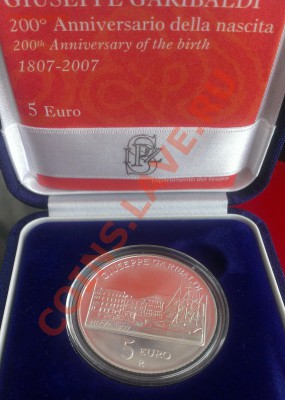 GIUSEPPE GARIBALDI
200° Anniversario della nascita
200th Anniversary of the birth
1807-2007
5 Euro
GIUSEPPE GARIBALDI
5 EURO
R
COINS.LAVE.RU